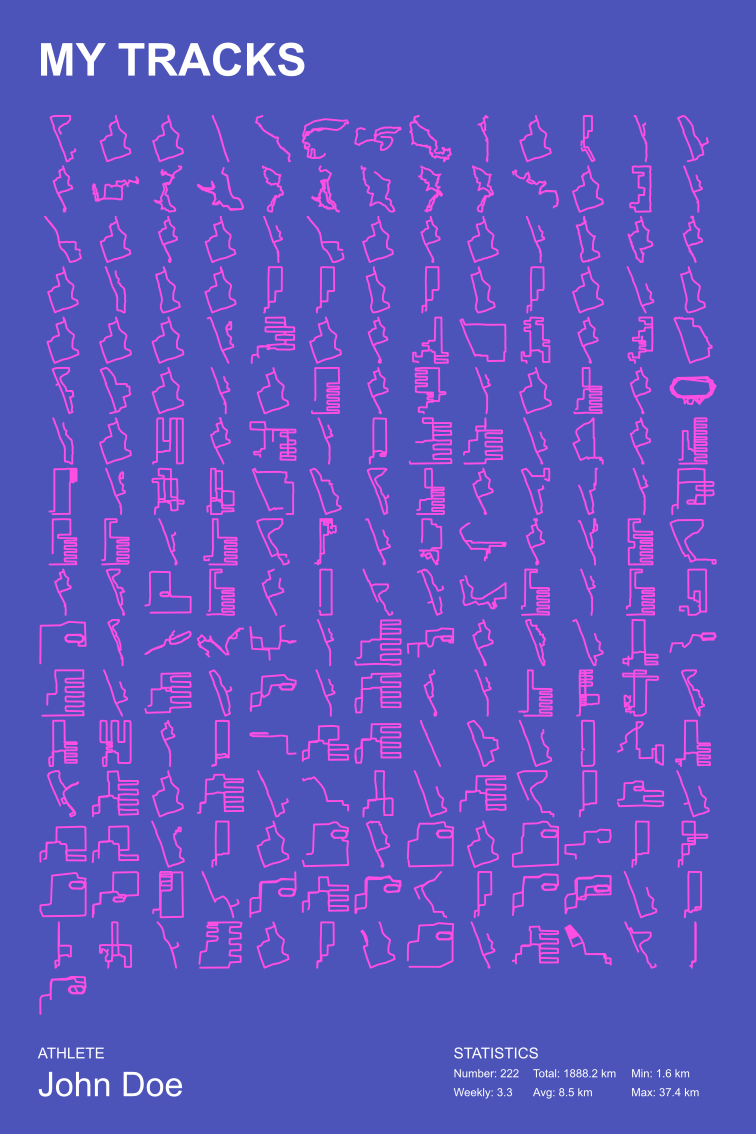 MY TRACKS
ATHLETE
John Doe
STATISTICS
Number: 222 Total: 1888.2 km Min: 1.6 km
Weekly: 3.3 Avg: 8.5 km Max: 37.4 km